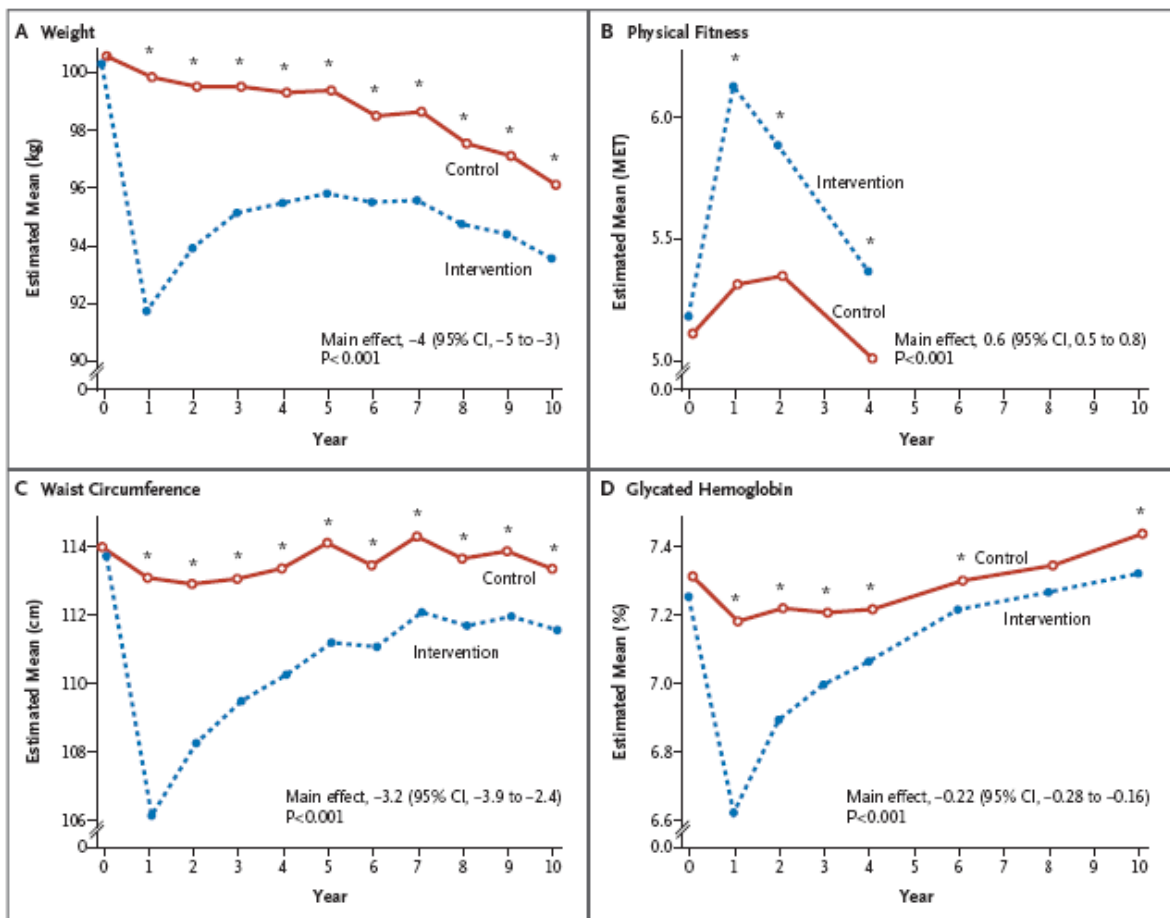 A Weight
*
*
*
*
*
*
*
*
*
*
100
98
96
94
92
90
0
Estimated Mean (kg)
Control
Intervention
Main effect, –4 (95% CI, –5 to –3)
P<0.001
0 1 2 3 4 5 6 7 8 9 10
Year
B Physical Fitness
*
*
*
6.0
5.5
5.0
0.0
Estimated Mean (MET)
Intervention
Control
Main effect, 0.6 (95% CI, 0.5 to 0.8)
P<0.001
0 1 2 3 4 5 6 7 8 9 10
Year
C Waist Circumference
*
*
*
*
*
*
*
*
*
*
114
112
110
108
106
0
Estimated Mean (cm)
Control
Intervention
Main effect, –3.2 (95% CI, –3.9 to –2.4)
P<0.001
0 1 2 3 4 5 6 7 8 9 10
Year
D Glycated Hemoglobin
*
*
*
*
*
*
7.4
7.2
7.0
6.8
6.6
0.0
Estimated Mean (%)
Control
Intervention
Main effect, –0.22 (95% CI, –0.28 to –0.16)
P<0.001
0 1 2 3 4 5 6 7 8 9 10
Year